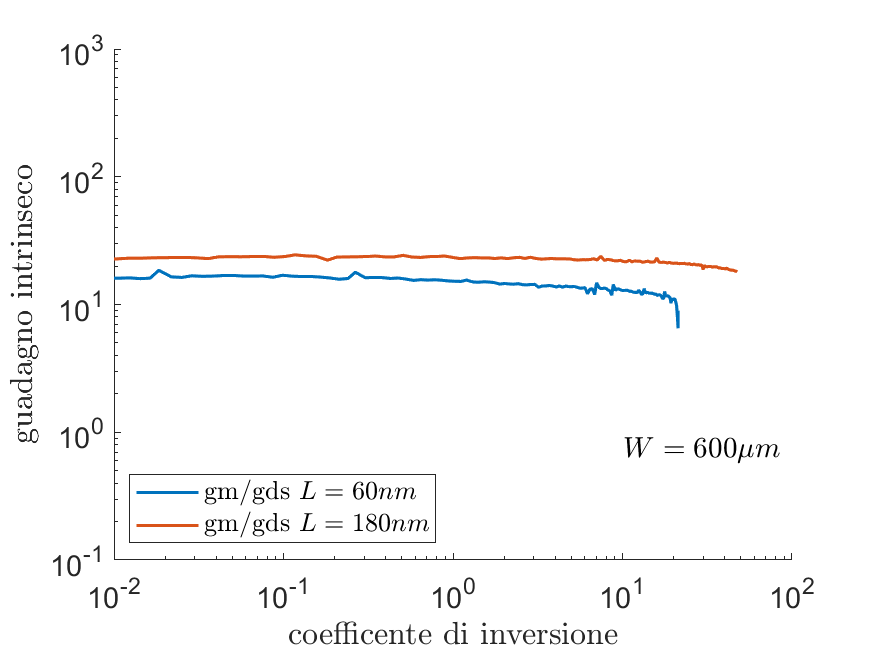 10^3
10^2
10^1
10^0
10^-1
guadagno intrinseco
W = 600μm
gm/gds L = 60nm
gm/gds L = 180nm
10^-2 10^-1 10^0 10^1 10^2
coefficente di inversione